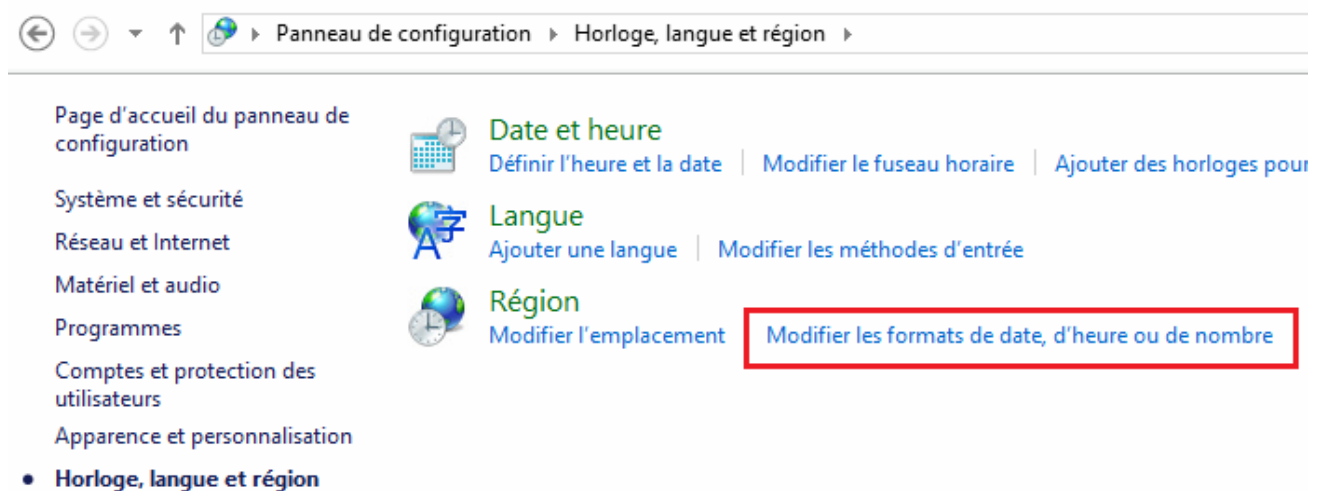 Panneau de configuration ▸ Horloge, langue et région ▸
Page d'accueil du panneau de
configuration
Système et sécurité
Réseau et Internet
Matériel et audio
Programmes
Comptes et protection des
utilisateurs
Apparence et personnalisation
Horloge, langue et région
Date et heure
Définir l'heure et la date Modifier le fuseau horaire Ajouter des horloges pour
Langue
Ajouter une langue Modifier les méthodes d'entrée
Région
Modifier l'emplacement Modifier les formats de date, d'heure ou de nombre